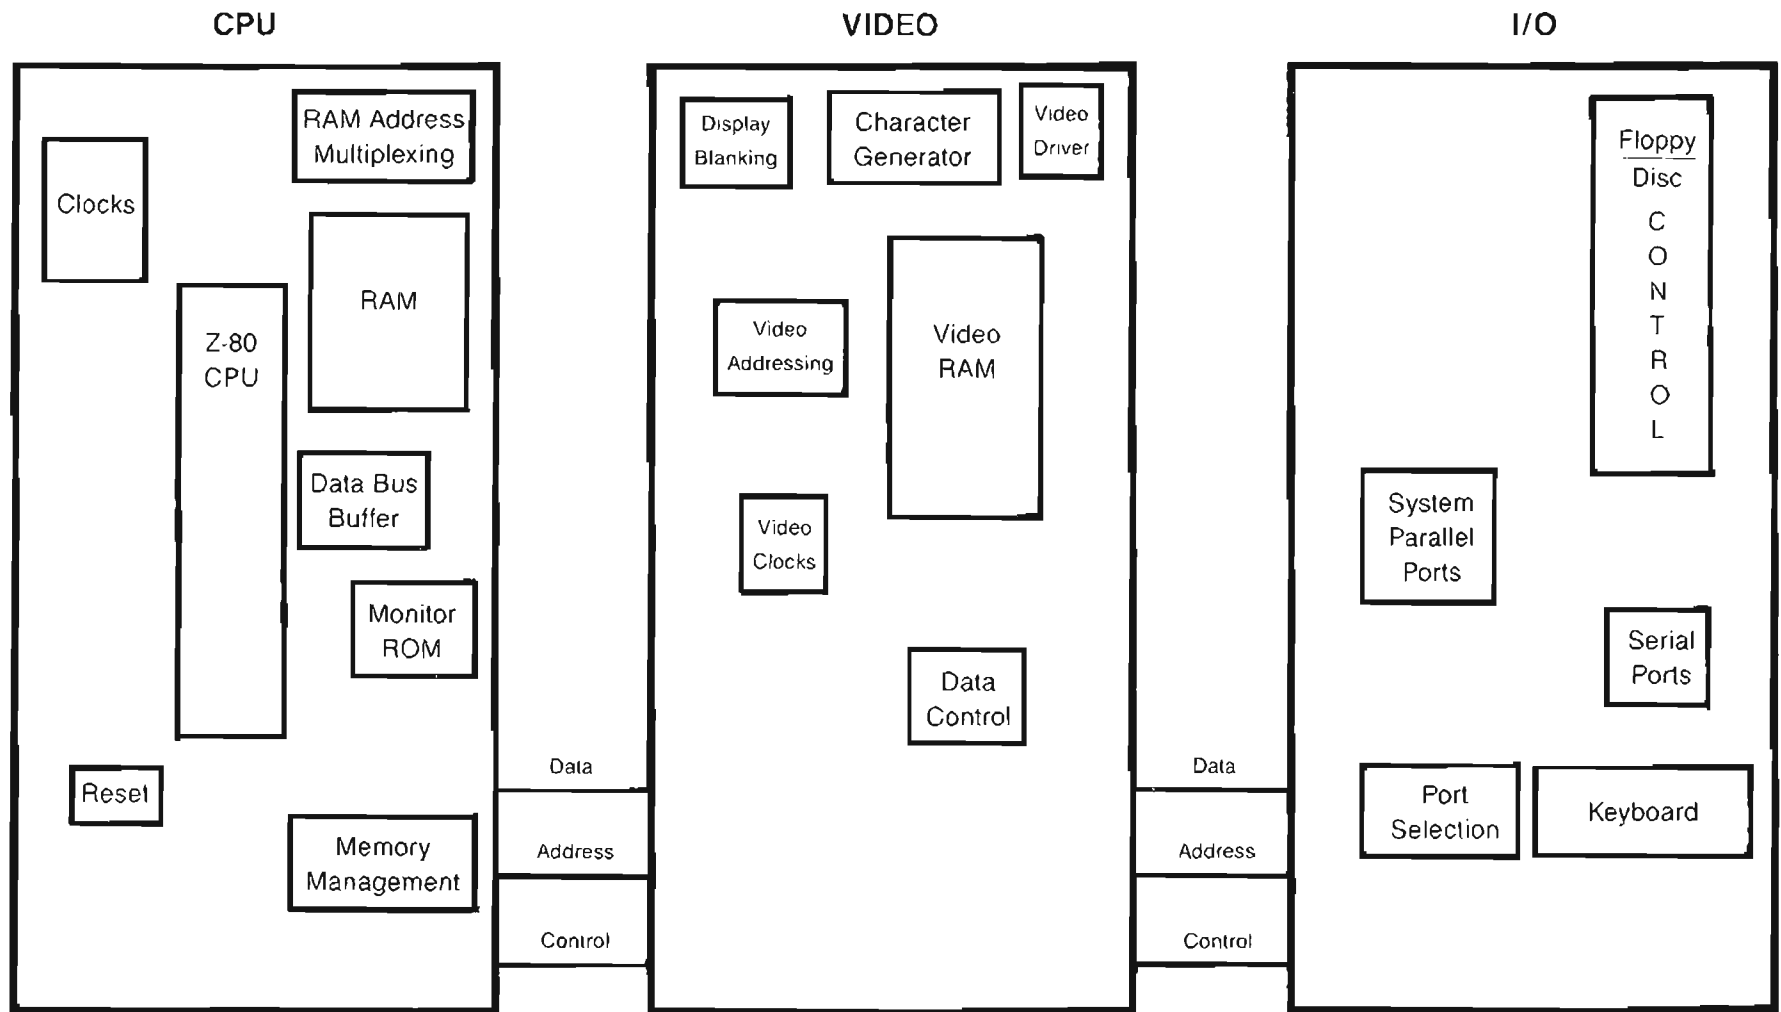 CPU
VIDEO
I/O
Clocks
RAM Address
Multiplexing
RAM
Z-80
CPU
Data Bus
Buffer
Monitor
ROM
Reset
Memory
Management
Data
Address
Control
Display
Blanking
Character
Generator
Video
Driver
Video
Addressing
Video
RAM
Video
Clocks
Data
Control
Data
Address
Control
Floppy
Disc
C
O
N
T
R
O
L
System
Parallel
Ports
Serial
Ports
Port
Selection
Keyboard